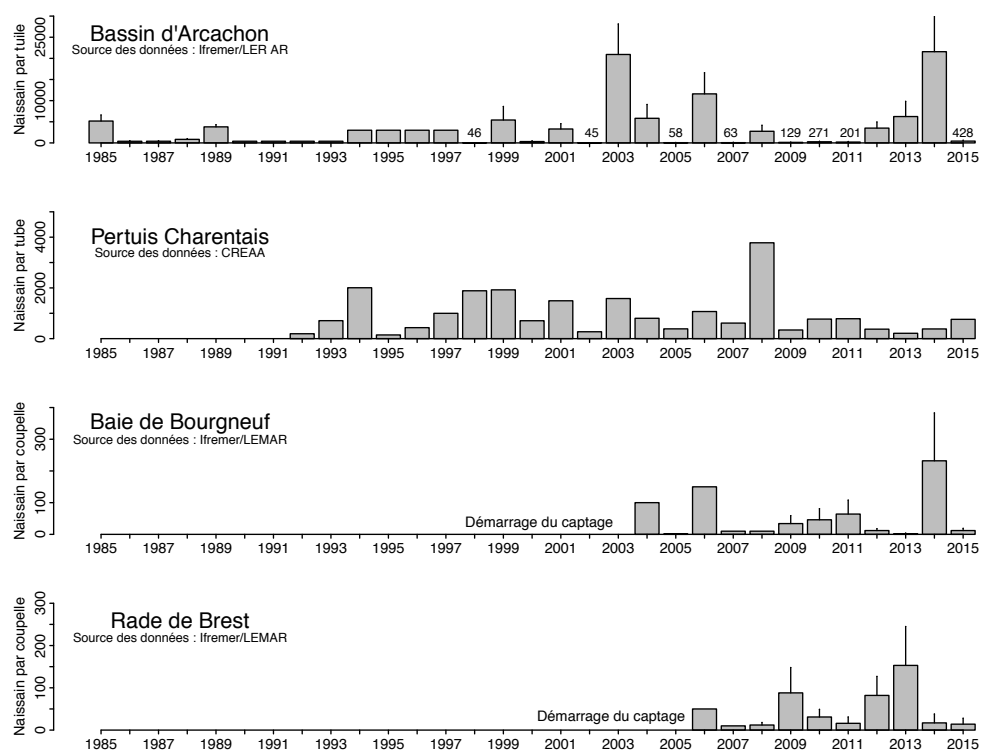 Bassin d'Arcachon
Source des données : Ifremer/LER AR
Naissain par tuile
0 10000 25000
46 45 58 63 129 271 201 428
1985 1987 1989 1991 1993 1995 1997 1999 2001 2003 2005 2007 2009 2011 2013 2015
Pertuis Charentais
Source des données : CREAA
Naissain par tube
0 2000 4000
1985 1987 1989 1991 1993 1995 1997 1999 2001 2003 2005 2007 2009 2011 2013 2015
Baie de Bourgneuf
Source des données : Ifremer/LEMAR
Naissain par coupelle
0 100 300
Démarrage du captage
1985 1987 1989 1991 1993 1995 1997 1999 2001 2003 2005 2007 2009 2011 2013 2015
Rade de Brest
Source des données : Ifremer/LEMAR
Naissain par coupelle
0 100 200 300
Démarrage du captage
1985 1987 1989 1991 1993 1995 1997 1999 2001 2003 2005 2007 2009 2011 2013 2015